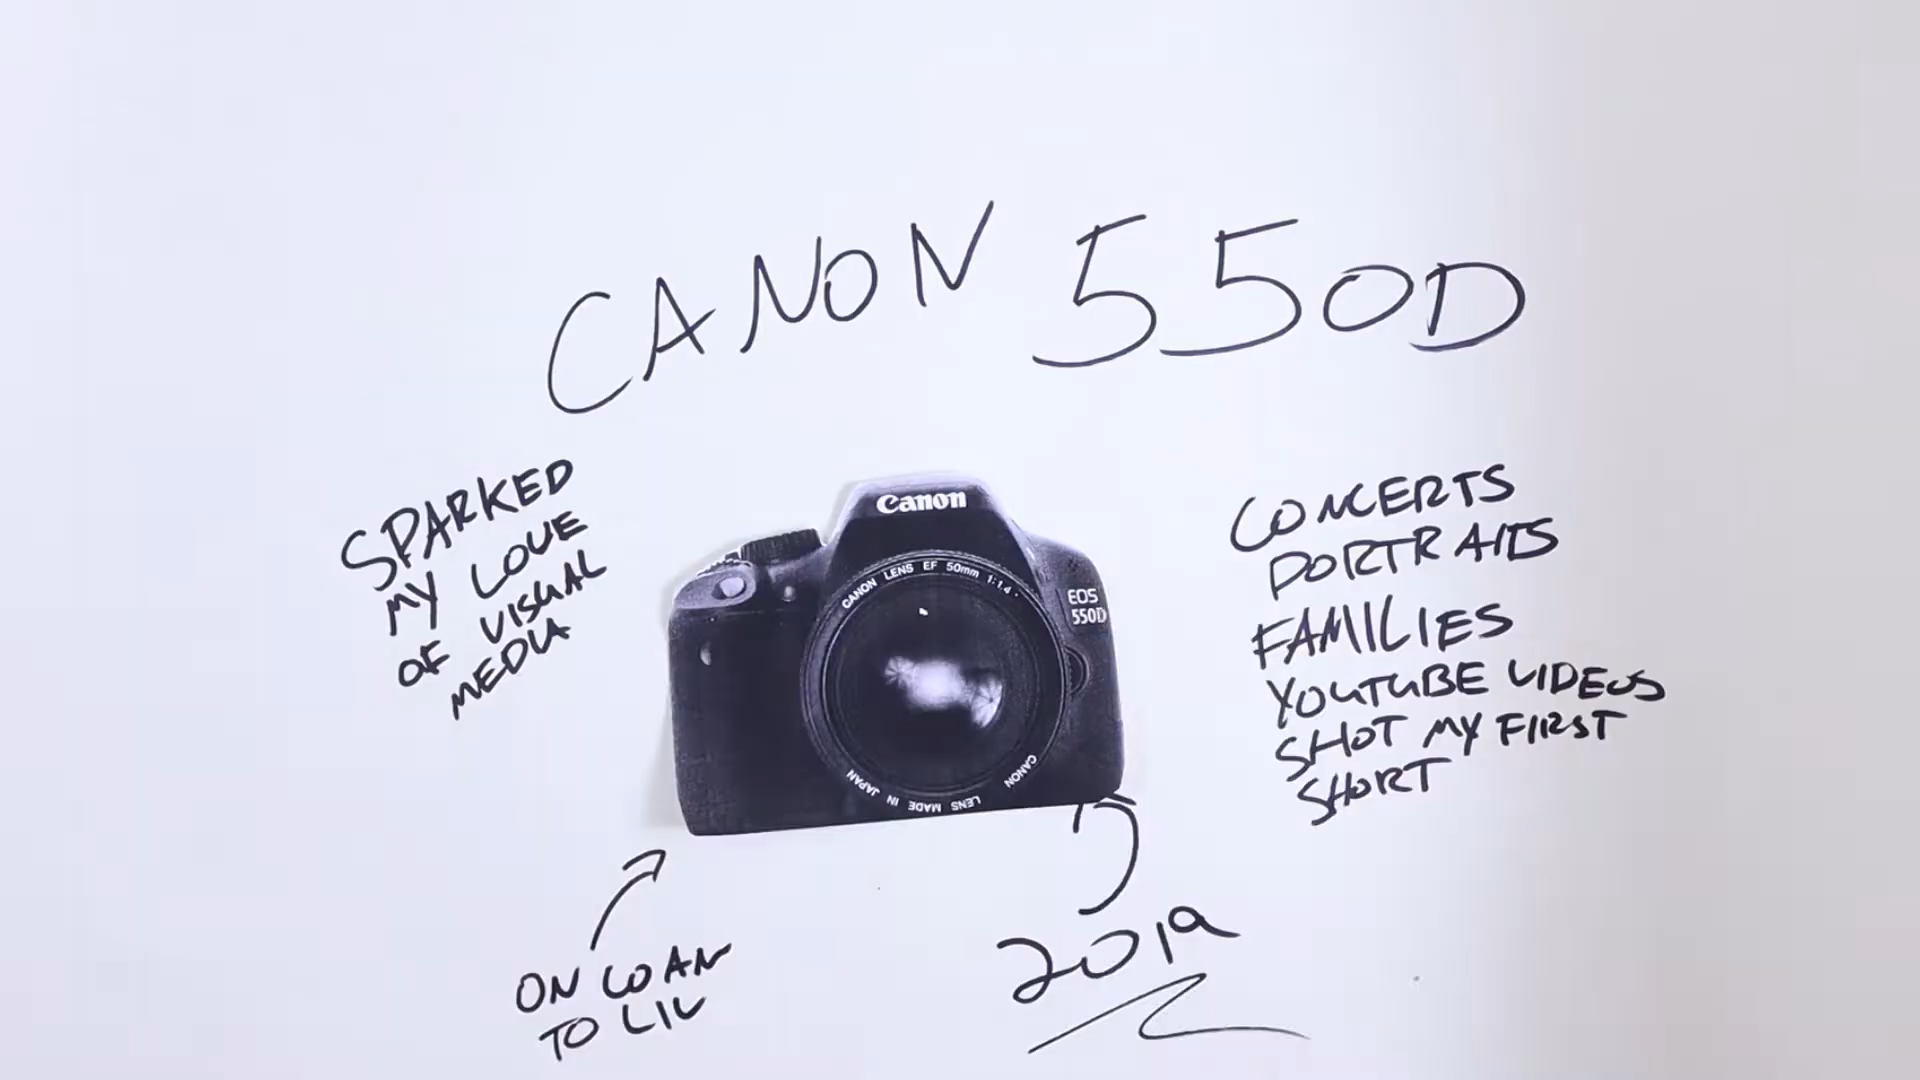 CANON 550D
SPARKED
MY LOVE
OF VISUAL
MEDIA
Canon
CANON LENS EF 50mm 1:1.4
EOS
550D
CANON LENS MADE IN JAPAN
CONCERTS
PORTRAITS
FAMILIES
YOUTUBE VIDEOS
SHOT MY FIRST
SHORT
ON LOAN
TO LIV
2019